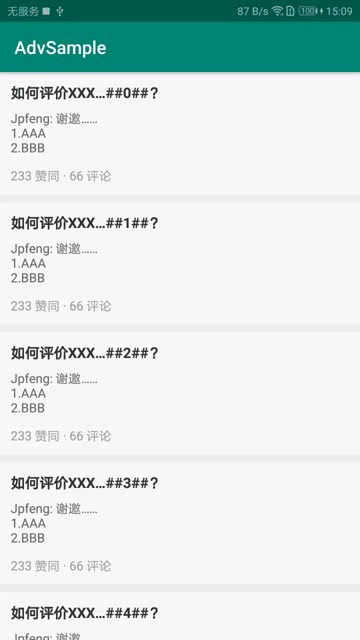 无服务 87 B/s 100 15:09
AdvSample
如何评价XXX...##0##?
Jpfeng: 谢邀......
1.AAA
2.BBB
233 赞同 · 66 评论
如何评价XXX...##1##?
Jpfeng: 谢邀......
1.AAA
2.BBB
233 赞同 · 66 评论
如何评价XXX...##2##?
Jpfeng: 谢邀......
1.AAA
2.BBB
233 赞同 · 66 评论
如何评价XXX...##3##?
Jpfeng: 谢邀......
1.AAA
2.BBB
233 赞同 · 66 评论
如何评价XXX...##4##?
Jpfeng: 谢邀......